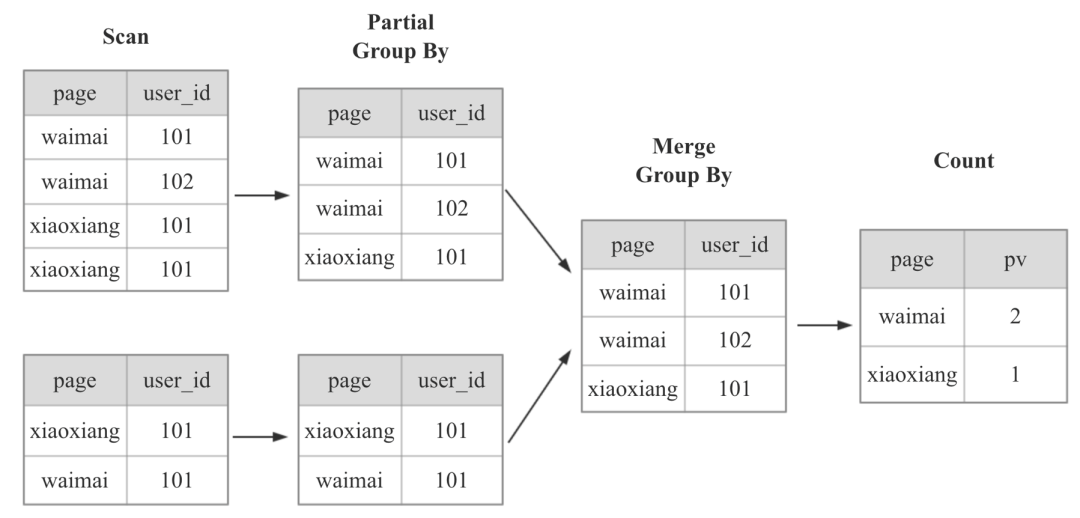 Scan
page user_id
waimai 101
waimai 102
xiaoxiang 101
xiaoxiang 101
page user_id
xiaoxiang 101
waimai 101
Partial
Group By
page user_id
waimai 101
waimai 102
xiaoxiang 101
page user_id
xiaoxiang 101
waimai 101
Merge
Group By
page user_id
waimai 101
waimai 102
xiaoxiang 101
Count
page pv
waimai 2
xiaoxiang 1